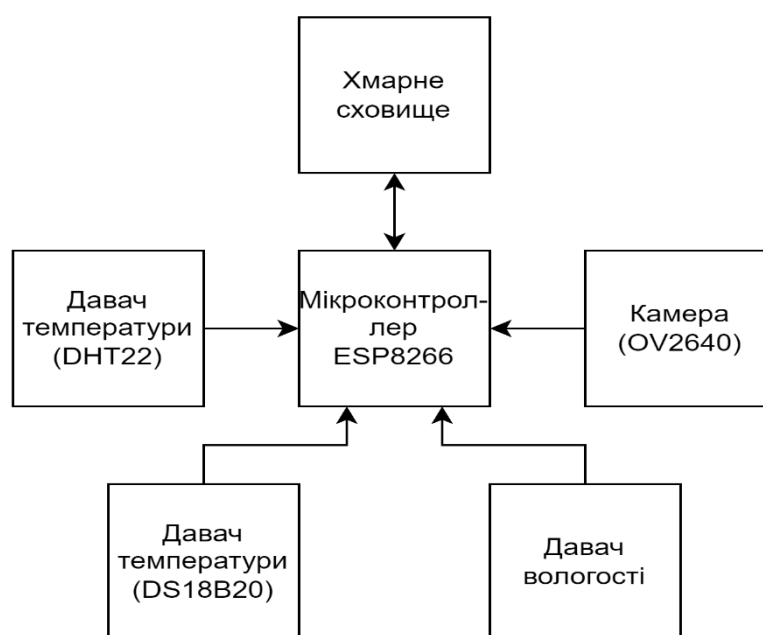 Хмарне
сховище
Давач
температури
(DHT22)
Мікроконтрол-
лер
ESP8266
Камера
(OV2640)
Давач
температури
(DS18B20)
Давач
вологості